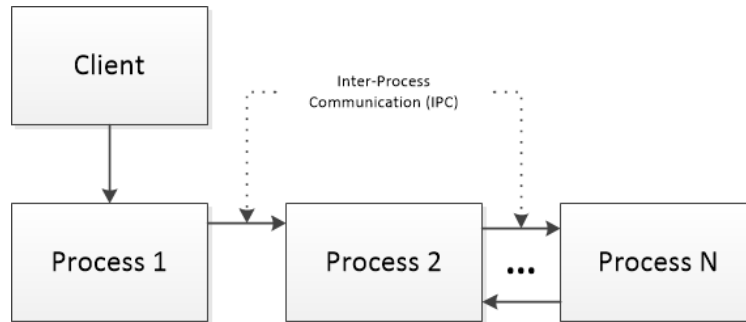 Client
Inter-Process
Communication (IPC)
Process 1
Process 2
...
Process N